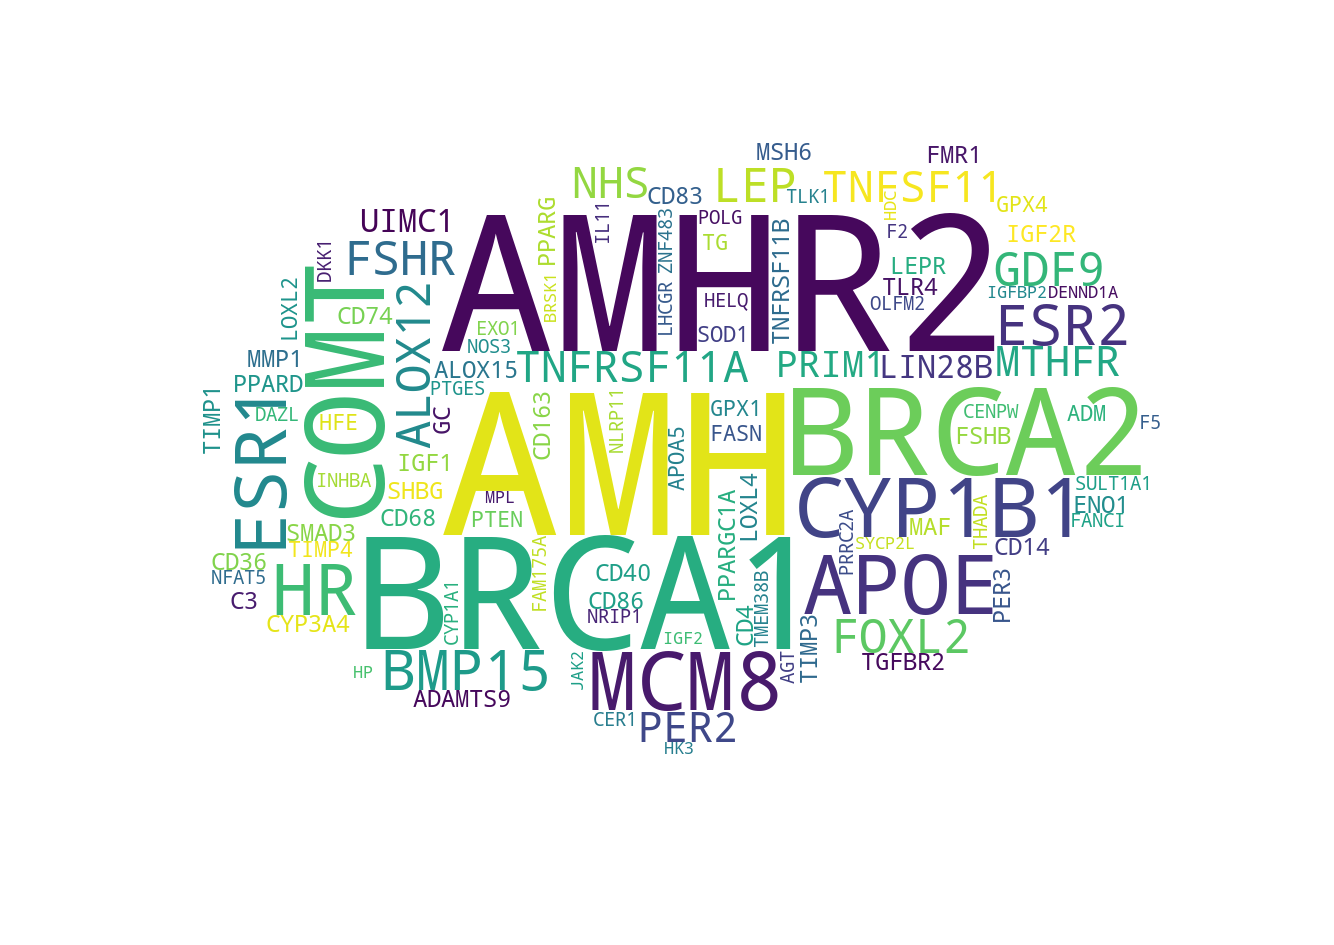 MSH6
FMR1
NHS
CD83
LEP
TLK1
TNFSF11
HDC
GPX4
UIMC1
PPARG
IL11
ZNF483
POLG
TG
TNFRSF11B
F2
IGF2R
FSHR
DKK1
AMHR2
LEPR
GDF9
LOXL2
BRSK1
LHCGR
HELQ
TLR4
OLFM2
IGFBP2
DENND1A
CD74
COMT
ALOX12
EXO1
NOS3
SOD1
ESR2
MMP1
ALOX15
TNFRSF11A
PRIM1
LIN28B
MTHFR
PPARD
PTGES
TIMP1
DAZL
HFE
GC
CD163
AMH
NLRP11
GPX1
FASN
BRCA2
CENPW
ADM
FSHB
F5
ESR1
IGF1
APOA5
INHBA
SHBG
MPL
LOXL4
CYP1B1
SULT1A1
ENO1
FANCI
CD68
PTEN
PPARGC1A
PRRC2A
MAF
THADA
SMAD3
TIMP4
BRCA1
SYCP2L
CD14
CD36
NFAT5
HR
FAM175A
CD40
CD86
TMEM38B
APOE
PER3
C3
CYP3A4
CYP1A1
NRIP1
IGF2
CD4
TIMP3
FOXL2
TGFBR2
HP
BMP15
JAK2
MCM8
AGT
ADAMTS9
CER1
PER2
HK3